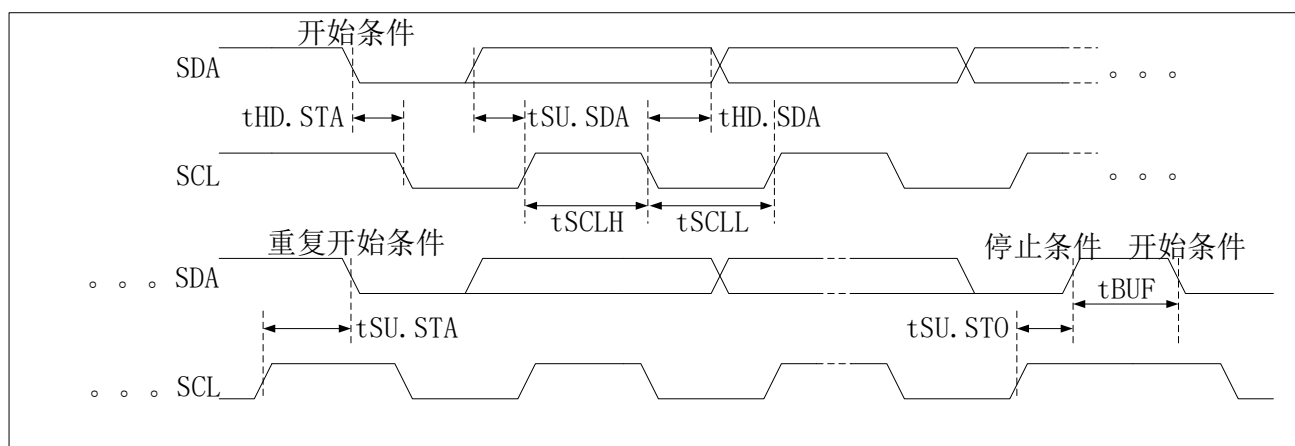 开始条件
SDA
。。。
tHD.STA
tSU.SDA
tHD.SDA
SCL
。。。
tSCLH
tSCLL
重复开始条件
停止条件
开始条件
。。。
SDA
tBUF
tSU.STA
tSU.STO
。。。
SCL